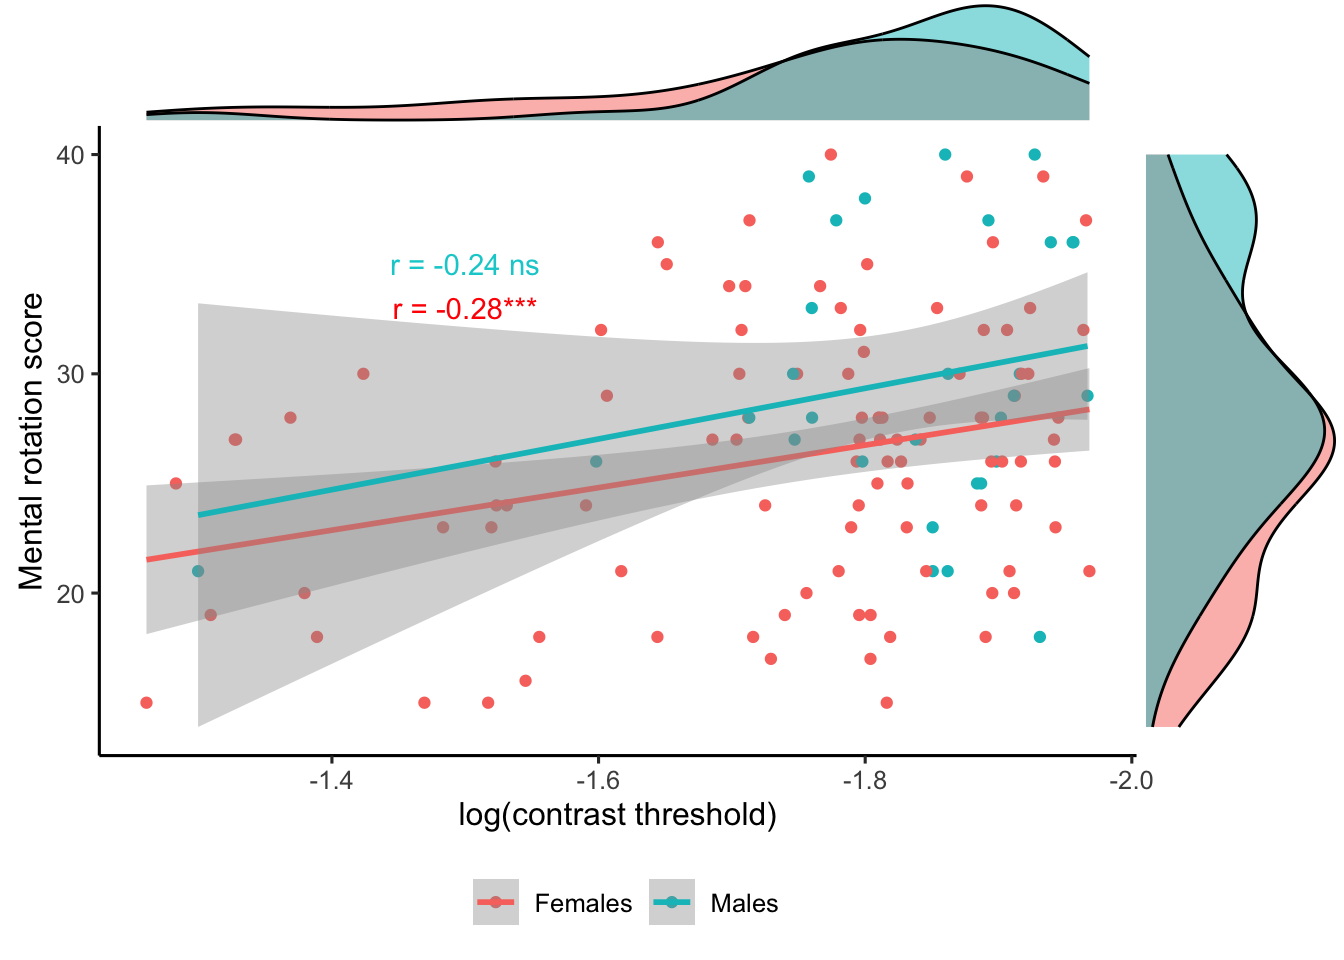 40
30
20
Mental rotation score
r = -0.24 ns
r = -0.28***
-1.4 -1.6 -1.8 -2.0
log(contrast threshold)
Females Males